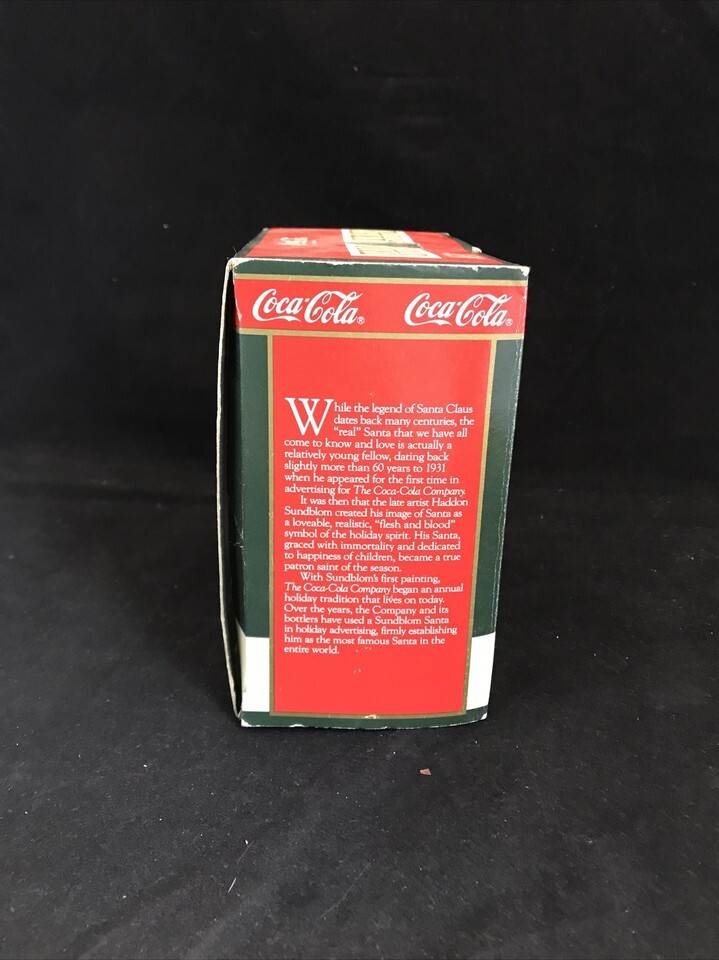 Coca-Cola® Coca-Cola®
While the legend of Santa Claus
dates back many centuries, the
"real" Santa that we have all
come to know and love is actually a
relatively young fellow, dating back
slightly more than 60 years to 1931
when he appeared for the first time in
advertising for The Coca-Cola Company.
It was then that the late artist Haddon
Sundblom created his image of Santa as
a loveable, realistic, "flesh and blood"
symbol of the holiday spirit. His Santa,
graced with immortality and dedicated
to happiness of children, became a true
patron saint of the season.
With Sundblom's first painting,
The Coca-Cola Company began an annual
holiday tradition that lives on today.
Over the years, the Company and its
bottlers have used a Sundblom Santa
in holiday advertising, firmly establishing
him as the most famous Santa in the
entire world.